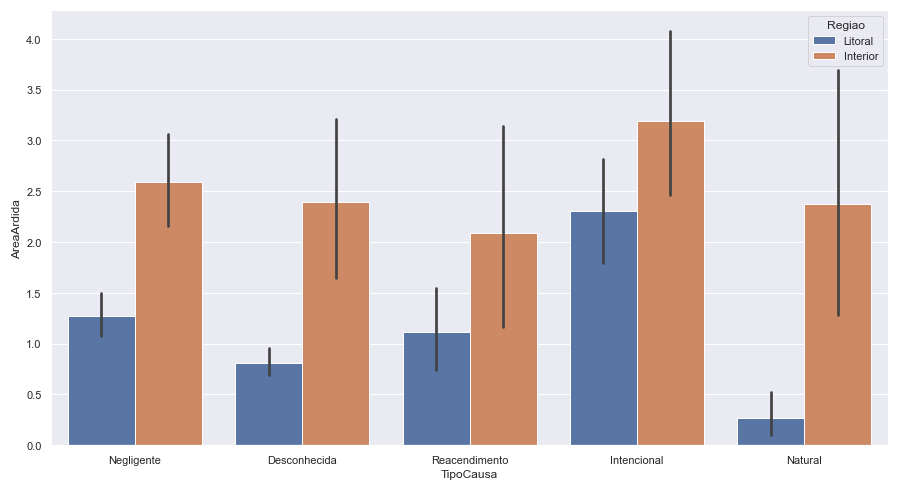 Regiao
Litoral
Interior
AreaArdida
4.0
3.5
3.0
2.5
2.0
1.5
1.0
0.5
0.0
Negligente
Desconhecida
Reacendimento
Intencional
Natural
TipoCausa